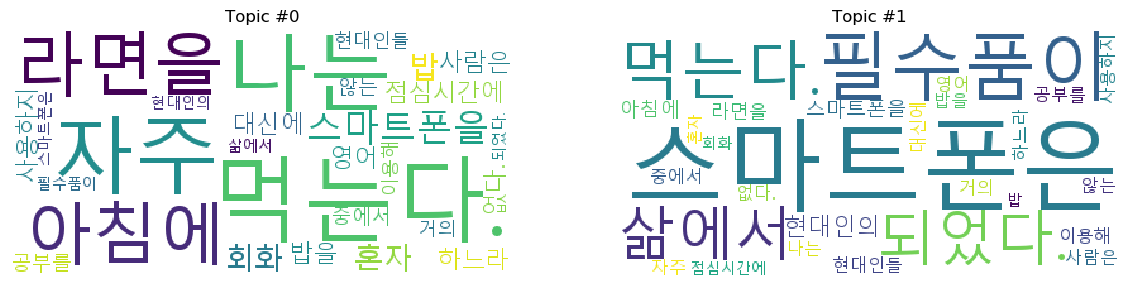 Topic #0
라면을
나는
현대인들
밥
사람은
않는
점심시간에
현대인의
사용하지
스마트폰은
자주
대신에
스마트폰을
되었다.
삶에서
영어
이용해
필수품이
먹는다.
없다.
아침에
중에서
거의
공부를
회화
밥을
혼자
하느라
Topic #1
먹는다.
필수품이
사용하지
영어
밥을
공부를
아침에
라면을
스마트폰을
대신에
혼자
회화
하느라
스마트폰은
중에서
없다.
거의
밥
않는
삶에서
현대인의
나는
되었다.
이용해
사람은
자주
점심시간에
현대인들